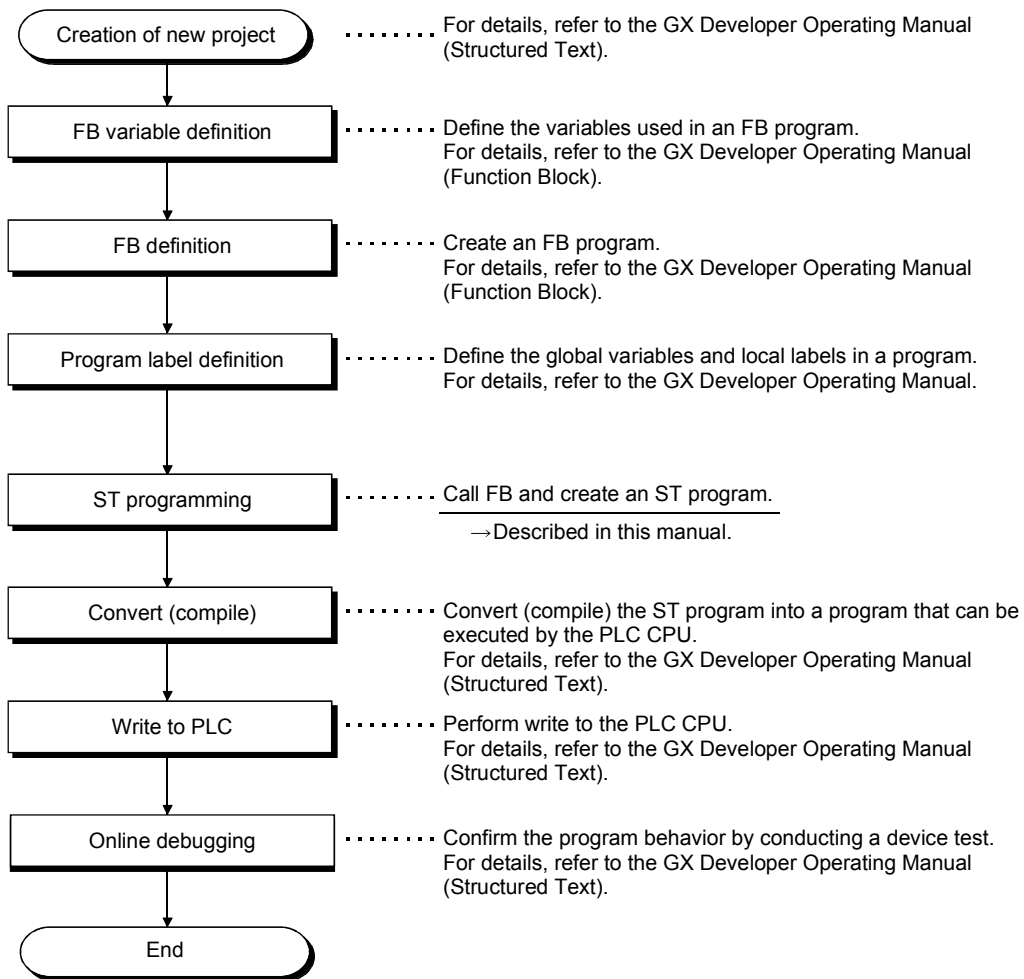 Creation of new project
For details, refer to the GX Developer Operating Manual
(Structured Text).
FB variable definition
Define the variables used in an FB program.
For details, refer to the GX Developer Operating Manual
(Function Block).
FB definition
Create an FB program.
For details, refer to the GX Developer Operating Manual
(Function Block).
Program label definition
Define the global variables and local labels in a program.
For details, refer to the GX Developer Operating Manual.
ST programming
Call FB and create an ST program.
→Described in this manual.
Convert (compile)
Convert (compile) the ST program into a program that can be
executed by the PLC CPU.
For details, refer to the GX Developer Operating Manual
(Structured Text).
Write to PLC
Perform write to the PLC CPU.
For details, refer to the GX Developer Operating Manual
(Structured Text).
Online debugging
Confirm the program behavior by conducting a device test.
For details, refer to the GX Developer Operating Manual
(Structured Text).
End